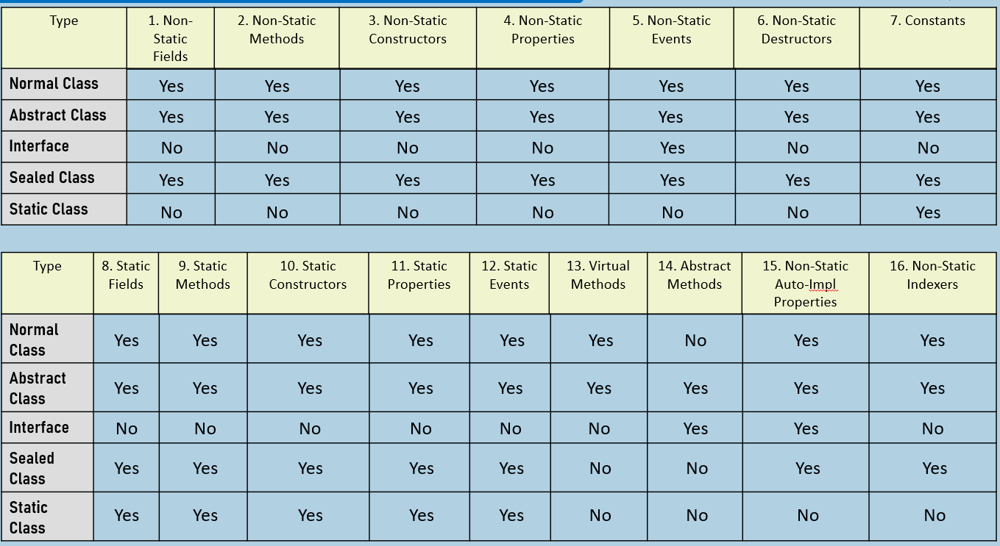 Type 1. Non- 2. Non-Static 3. Non-Static 4. Non-Static 5. Non-Static 6. Non-Static 7. Constants
Static Methods Constructors Properties Events Destructors
Fields
Normal Class Yes Yes Yes Yes Yes Yes Yes
Abstract Class Yes Yes Yes Yes Yes Yes Yes
Interface No No No No Yes No No
Sealed Class Yes Yes Yes Yes Yes Yes Yes
Static Class No No No No No No Yes
Type 8. Static 9. Static 10. Static 11. Static 12. Static 13. Virtual 14. Abstract 15. Non-Static 16. Non-Static
Fields Methods Constructors Properties Events Methods Methods Auto-Impl Indexers
Properties
Normal
Class Yes Yes Yes Yes Yes Yes No Yes Yes
Abstract
Class Yes Yes Yes Yes Yes Yes Yes Yes Yes
Interface No No No No No No Yes Yes No
Sealed
Class Yes Yes Yes Yes Yes No No Yes Yes
Static
Class Yes Yes Yes Yes Yes No No No No